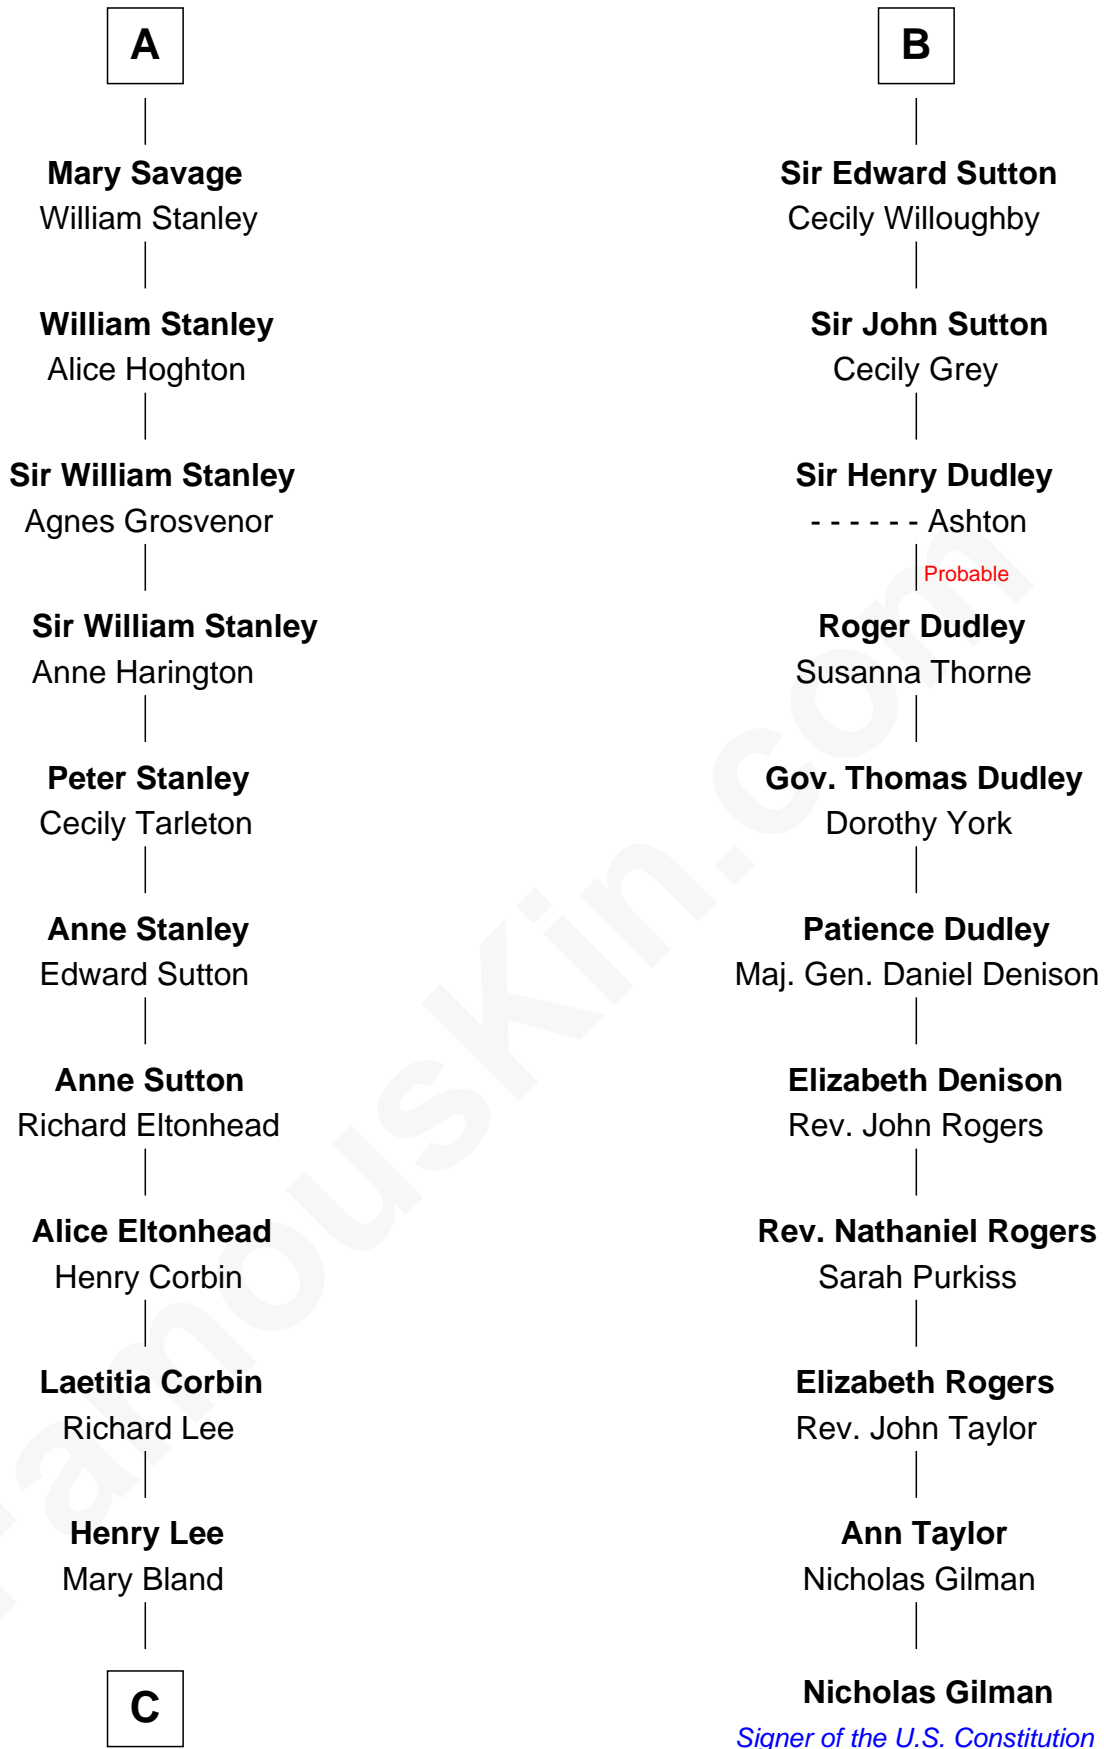 A
Mary Savage
William Stanley
William Stanley
Alice Hoghton
Sir William Stanley
Agnes Grosvenor
Sir William Stanley
Anne Harington
Peter Stanley
Cecily Tarleton
Anne Stanley
Edward Sutton
Anne Sutton
Richard Eltonhead
Alice Eltonhead
Henry Corbin
Laetitia Corbin
Richard Lee
Henry Lee
Mary Bland
C
B
Sir Edward Sutton
Cecily Willoughby
Sir John Sutton
Cecily Grey
Sir Henry Dudley
- - - - - - Ashton
Probable
Roger Dudley
Susanna Thorne
Gov. Thomas Dudley
Dorothy York
Patience Dudley
Maj. Gen. Daniel Denison
Elizabeth Denison
Rev. John Rogers
Rev. Nathaniel Rogers
Sarah Purkiss
Elizabeth Rogers
Rev. John Taylor
Ann Taylor
Nicholas Gilman
Nicholas Gilman
Signer of the U.S. Constitution
FamousKin.com